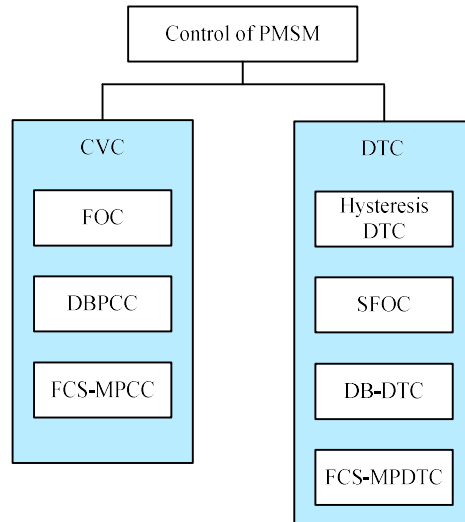 Control of PMSM
CVC
FOC
DBPCC
FCS-MPCC
DTC
Hysteresis
DTC
SFOC
DB-DTC
FCS-MPDTC